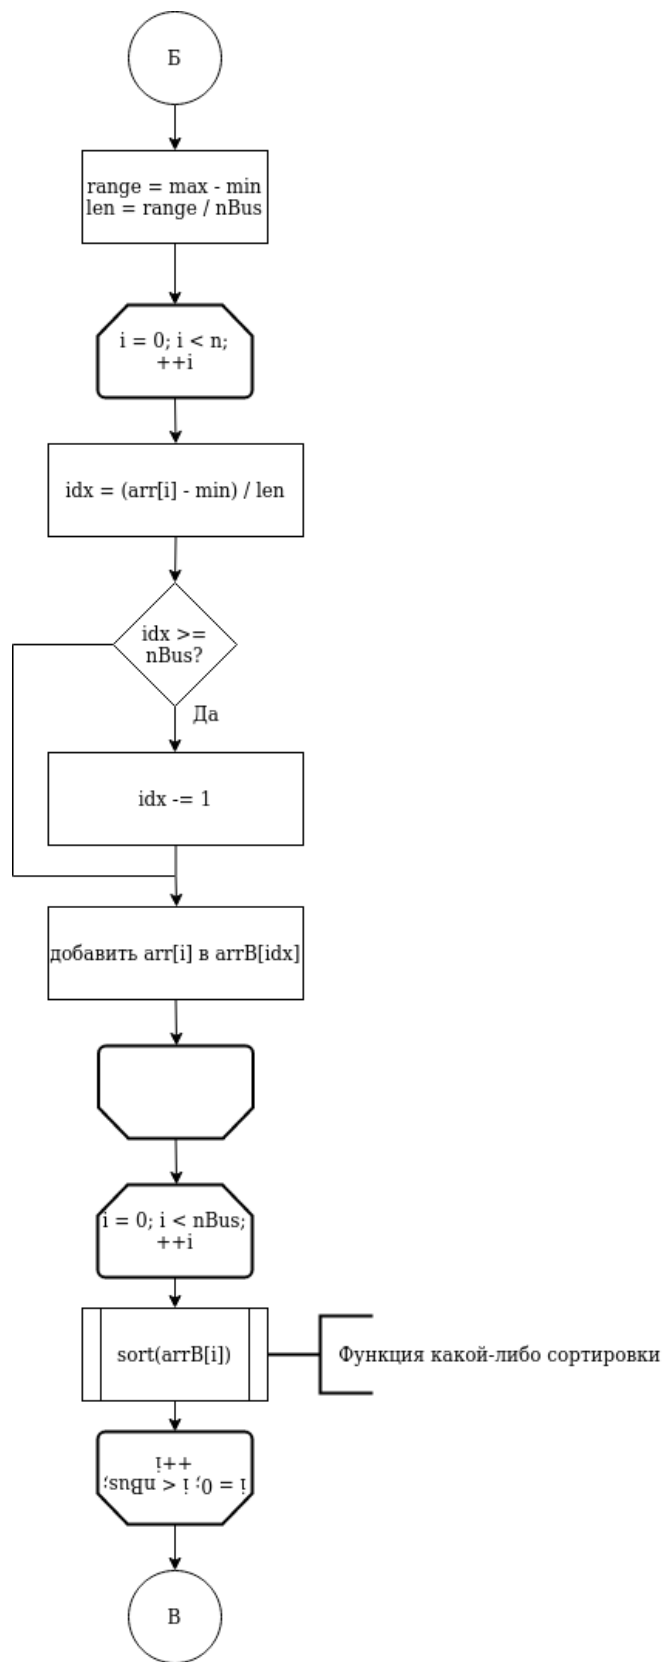 Б
range = max - min
len = range / nBus
i = 0; i < n;
++i
idx = (arr[i] - min) / len
idx >=
nBus?
Да
idx -= 1
добавить arr[i] в arrB[idx]
i = 0; i < nBus;
++i
sort(arrB[i])
Функция какой-либо сортировки
i = 0; i < nBus;
++i
В